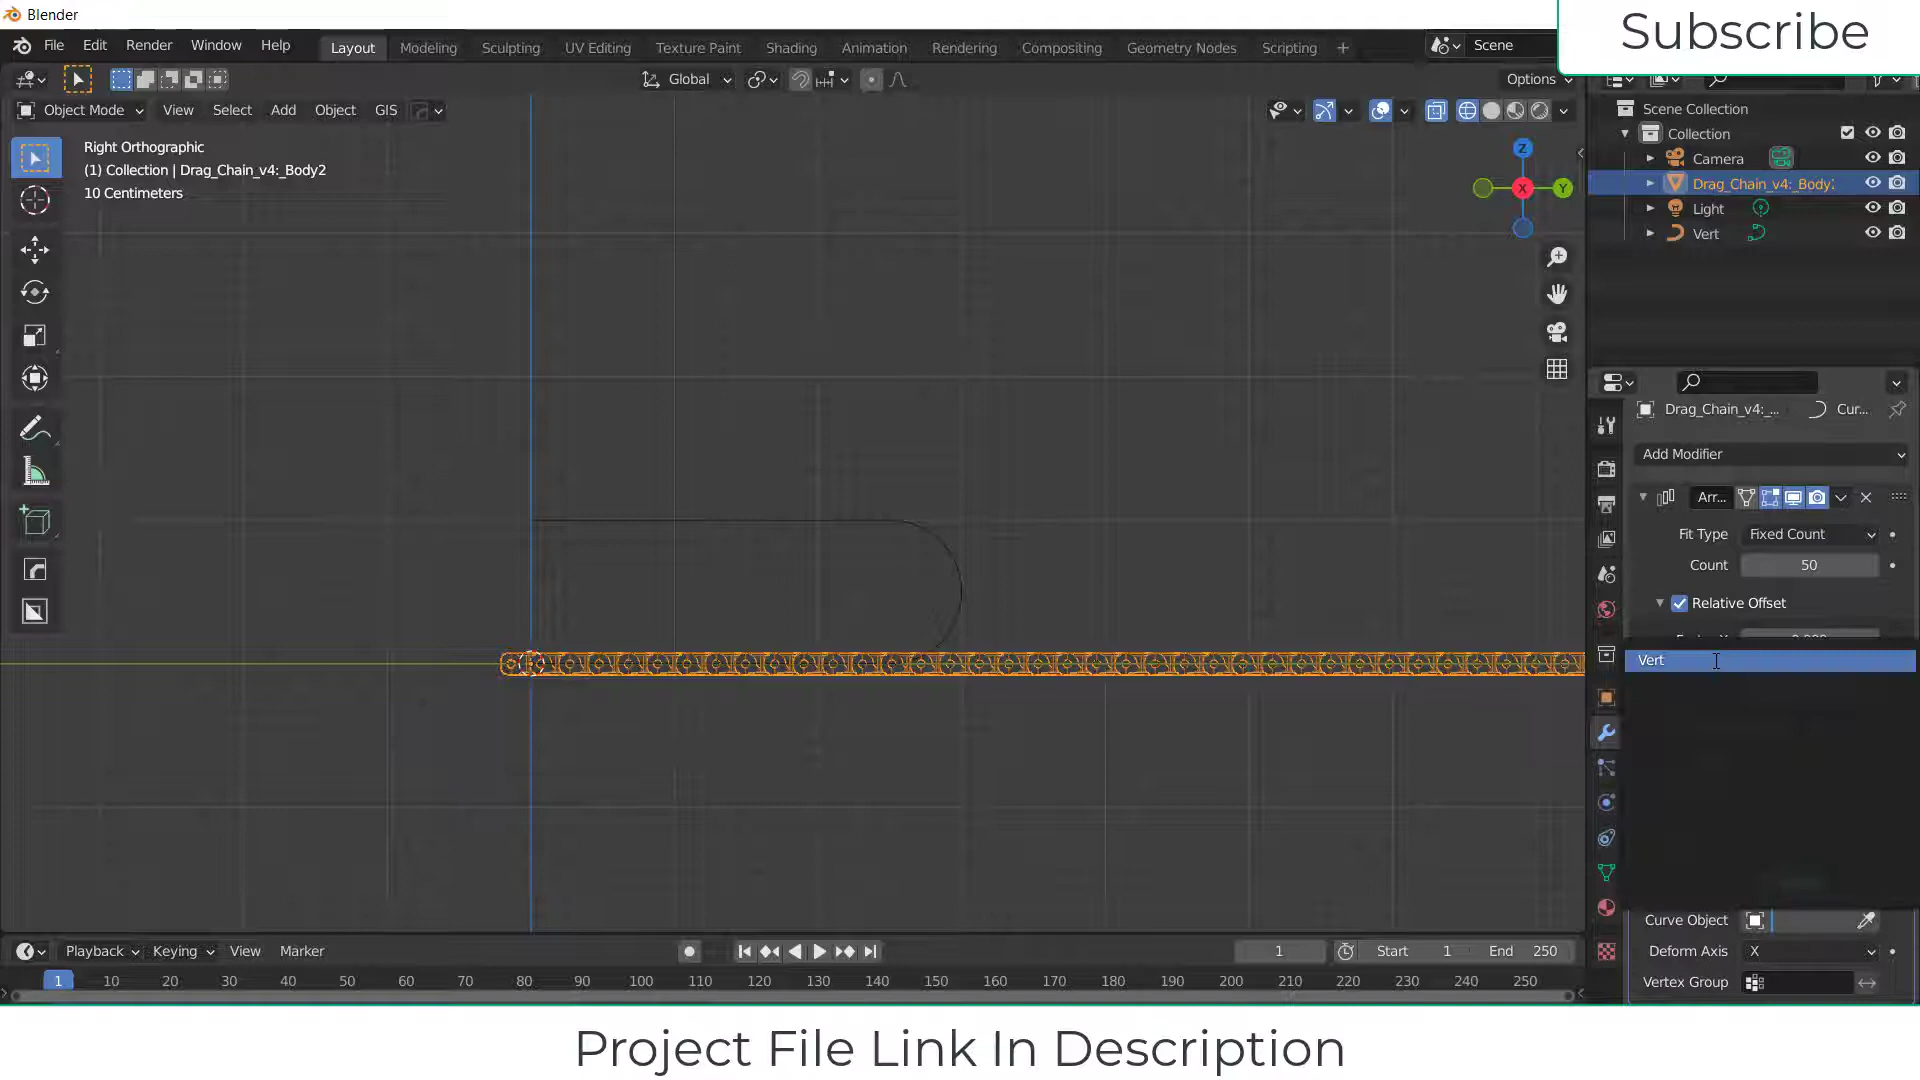 Blender
Subscribe
File Edit Render Window Help
Layout Modeling Sculpting UV Editing Texture Paint Shading Animation Rendering Compositing Geometry Nodes Scripting
Scene
Global
Options
Object Mode View Select Add Object GIS
Right Orthographic
(1) Collection | Drag_Chain_v4:_Body2
10 Centimeters
Z
X
Y
Scene Collection
Collection
Camera
Drag_Chain_v4:_Body
Light
Vert
Drag_Chain_v4:_... Cur...
Add Modifier
Arr...
Fit Type Fixed Count
Count 50
Relative Offset
Vert
Curve Object
Deform Axis X
Vertex Group
Playback Keying View Marker
1 Start 1 End 250
1 10 20 30 40 50 60 70 80 90 100 110 120 130 140 150 160 170 180 190 200 210 220 230 240 250
Project File Link In Description